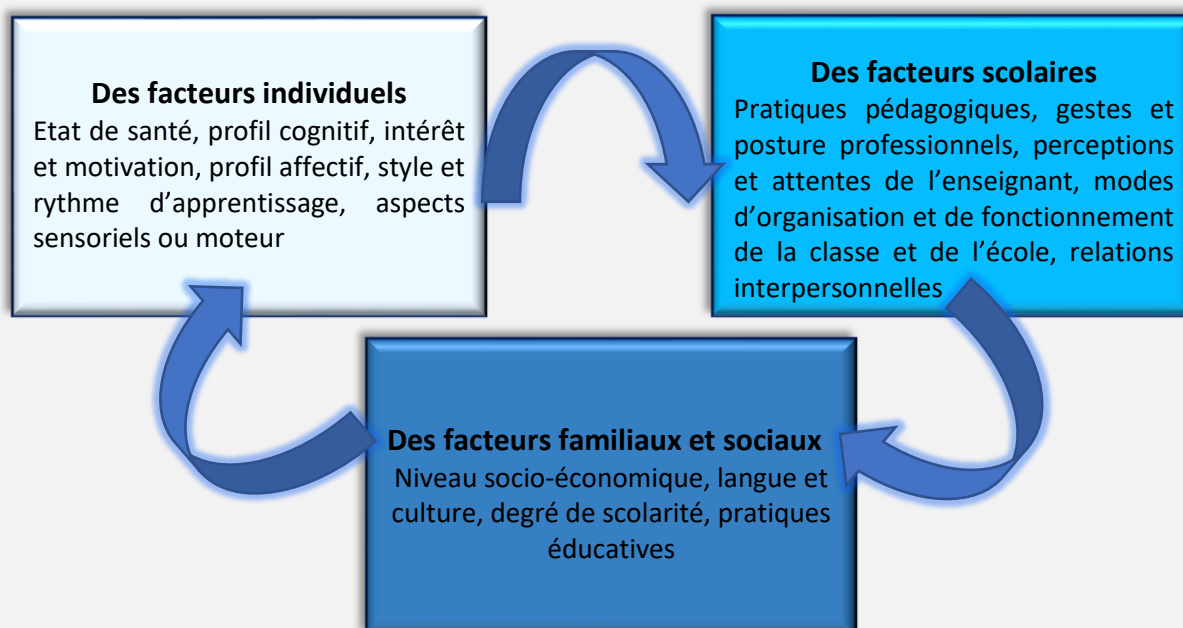 Des facteurs individuels
Etat de santé, profil cognitif, intérêt
et motivation, profil affectif, style et
rythme d’apprentissage, aspects
sensoriels ou moteur
Des facteurs scolaires
Pratiques pédagogiques, gestes et
posture professionnels, perceptions
et attentes de l’enseignant, modes
d’organisation et de fonctionnement
de la classe et de l’école, relations
interpersonnelles
Des facteurs familiaux et sociaux
Niveau socio-économique, langue et
culture, degré de scolarité, pratiques
éducatives